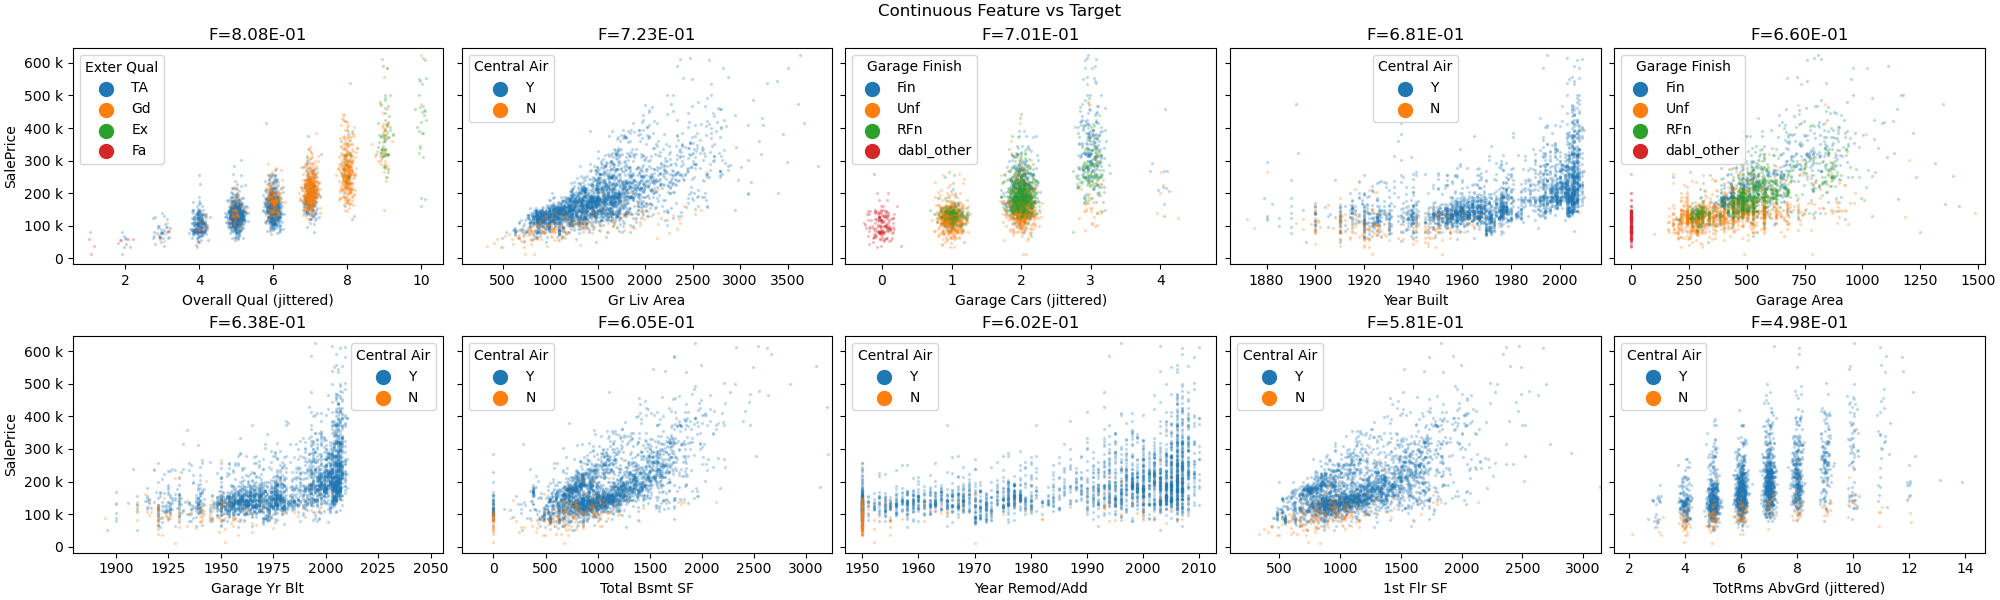 Continuous Feature vs Target
F=8.08E-01
SalePrice
600 k
500 k
400 k
300 k
200 k
100 k
0
Exter Qual
TA
Gd
Ex
Fa
2 4 6 8 10
Overall Qual (jittered)
F=7.23E-01
Central Air
Y
N
500 1000 1500 2000 2500 3000 3500
Gr Liv Area
F=7.01E-01
Garage Finish
Fin
Unf
RFn
dabl_other
0 1 2 3 4
Garage Cars (jittered)
F=6.81E-01
Central Air
Y
N
1880 1900 1920 1940 1960 1980 2000
Year Built
F=6.60E-01
Garage Finish
Fin
Unf
RFn
dabl_other
0 250 500 750 1000 1250 1500
Garage Area
F=6.38E-01
SalePrice
600 k
500 k
400 k
300 k
200 k
100 k
0
Central Air
Y
N
1900 1925 1950 1975 2000 2025 2050
Garage Yr Blt
F=6.05E-01
Central Air
Y
N
0 500 1000 1500 2000 2500 3000
Total Bsmt SF
F=6.02E-01
Central Air
Y
N
1950 1960 1970 1980 1990 2000 2010
Year Remod/Add
F=5.81E-01
Central Air
Y
N
500 1000 1500 2000 2500 3000
1st Flr SF
F=4.98E-01
Central Air
Y
N
2 4 6 8 10 12 14
TotRms AbvGrd (jittered)